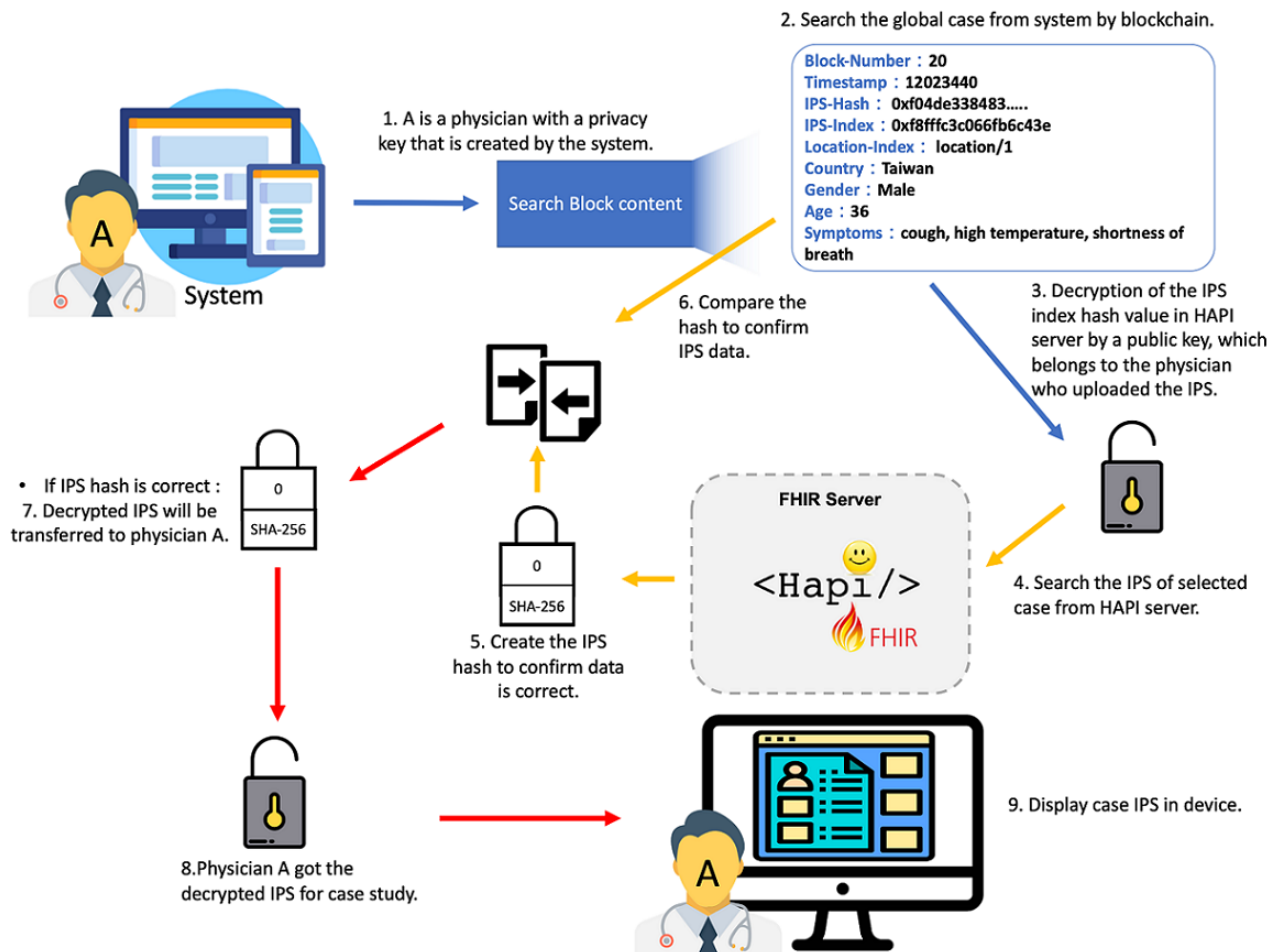 2. Search the global case from system by blockchain.
Block-Number : 20
Timestamp : 12023440
IPS-Hash : 0xf04de338483.....
IPS-Index : 0xf8fffc3c066fb6c43e
Location-Index : location/1
Country : Taiwan
Gender : Male
Age : 36
Symptoms : cough, high temperature, shortness of
breath
1. A is a physician with a privacy
key that is created by the system.
Search Block content
A
System
3. Decryption of the IPS
index hash value in HAPI
server by a public key, which
belongs to the physician
who uploaded the IPS.
6. Compare the
hash to confirm
IPS data.
• If IPS hash is correct :
7. Decrypted IPS will be
transferred to physician A.
0
SHA-256
0
SHA-256
5. Create the IPS
hash to confirm data
is correct.
FHIR Server
<Hapi/>
FHIR
4. Search the IPS of selected
case from HAPI server.
8.Physician A got the
decrypted IPS for case study.
A
9. Display case IPS in device.